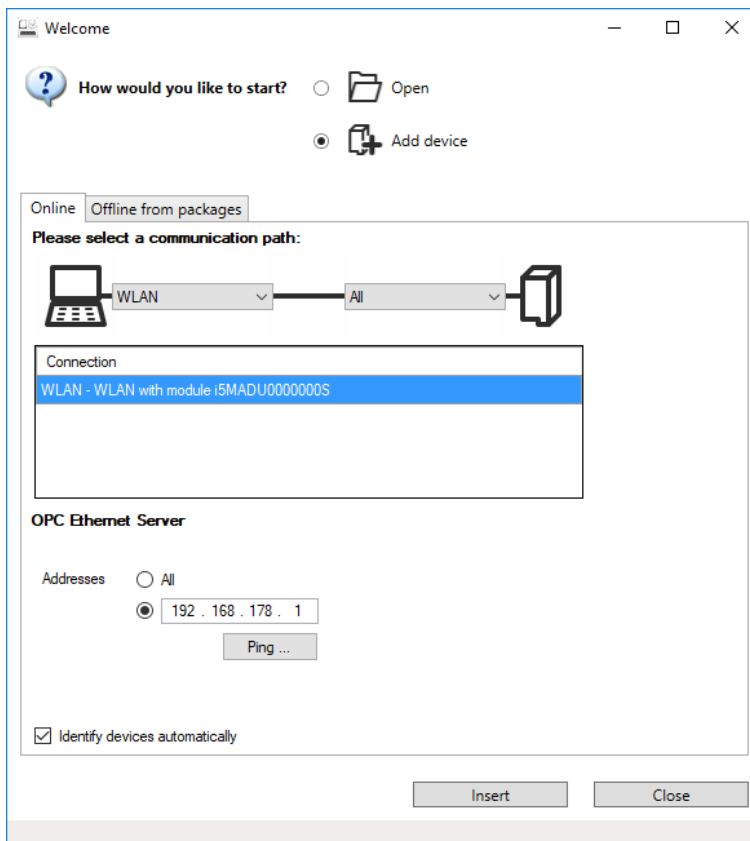 Welcome
How would you like to start?
Open
Add device
Online
Offline from packages
Please select a communication path:
WLAN
All
Connection
WLAN - WLAN with module i5MADU0000000S
OPC Ethernet Server
Addresses
All
192 . 168 . 178 . 1
Ping ...
Identify devices automatically
Insert
Close